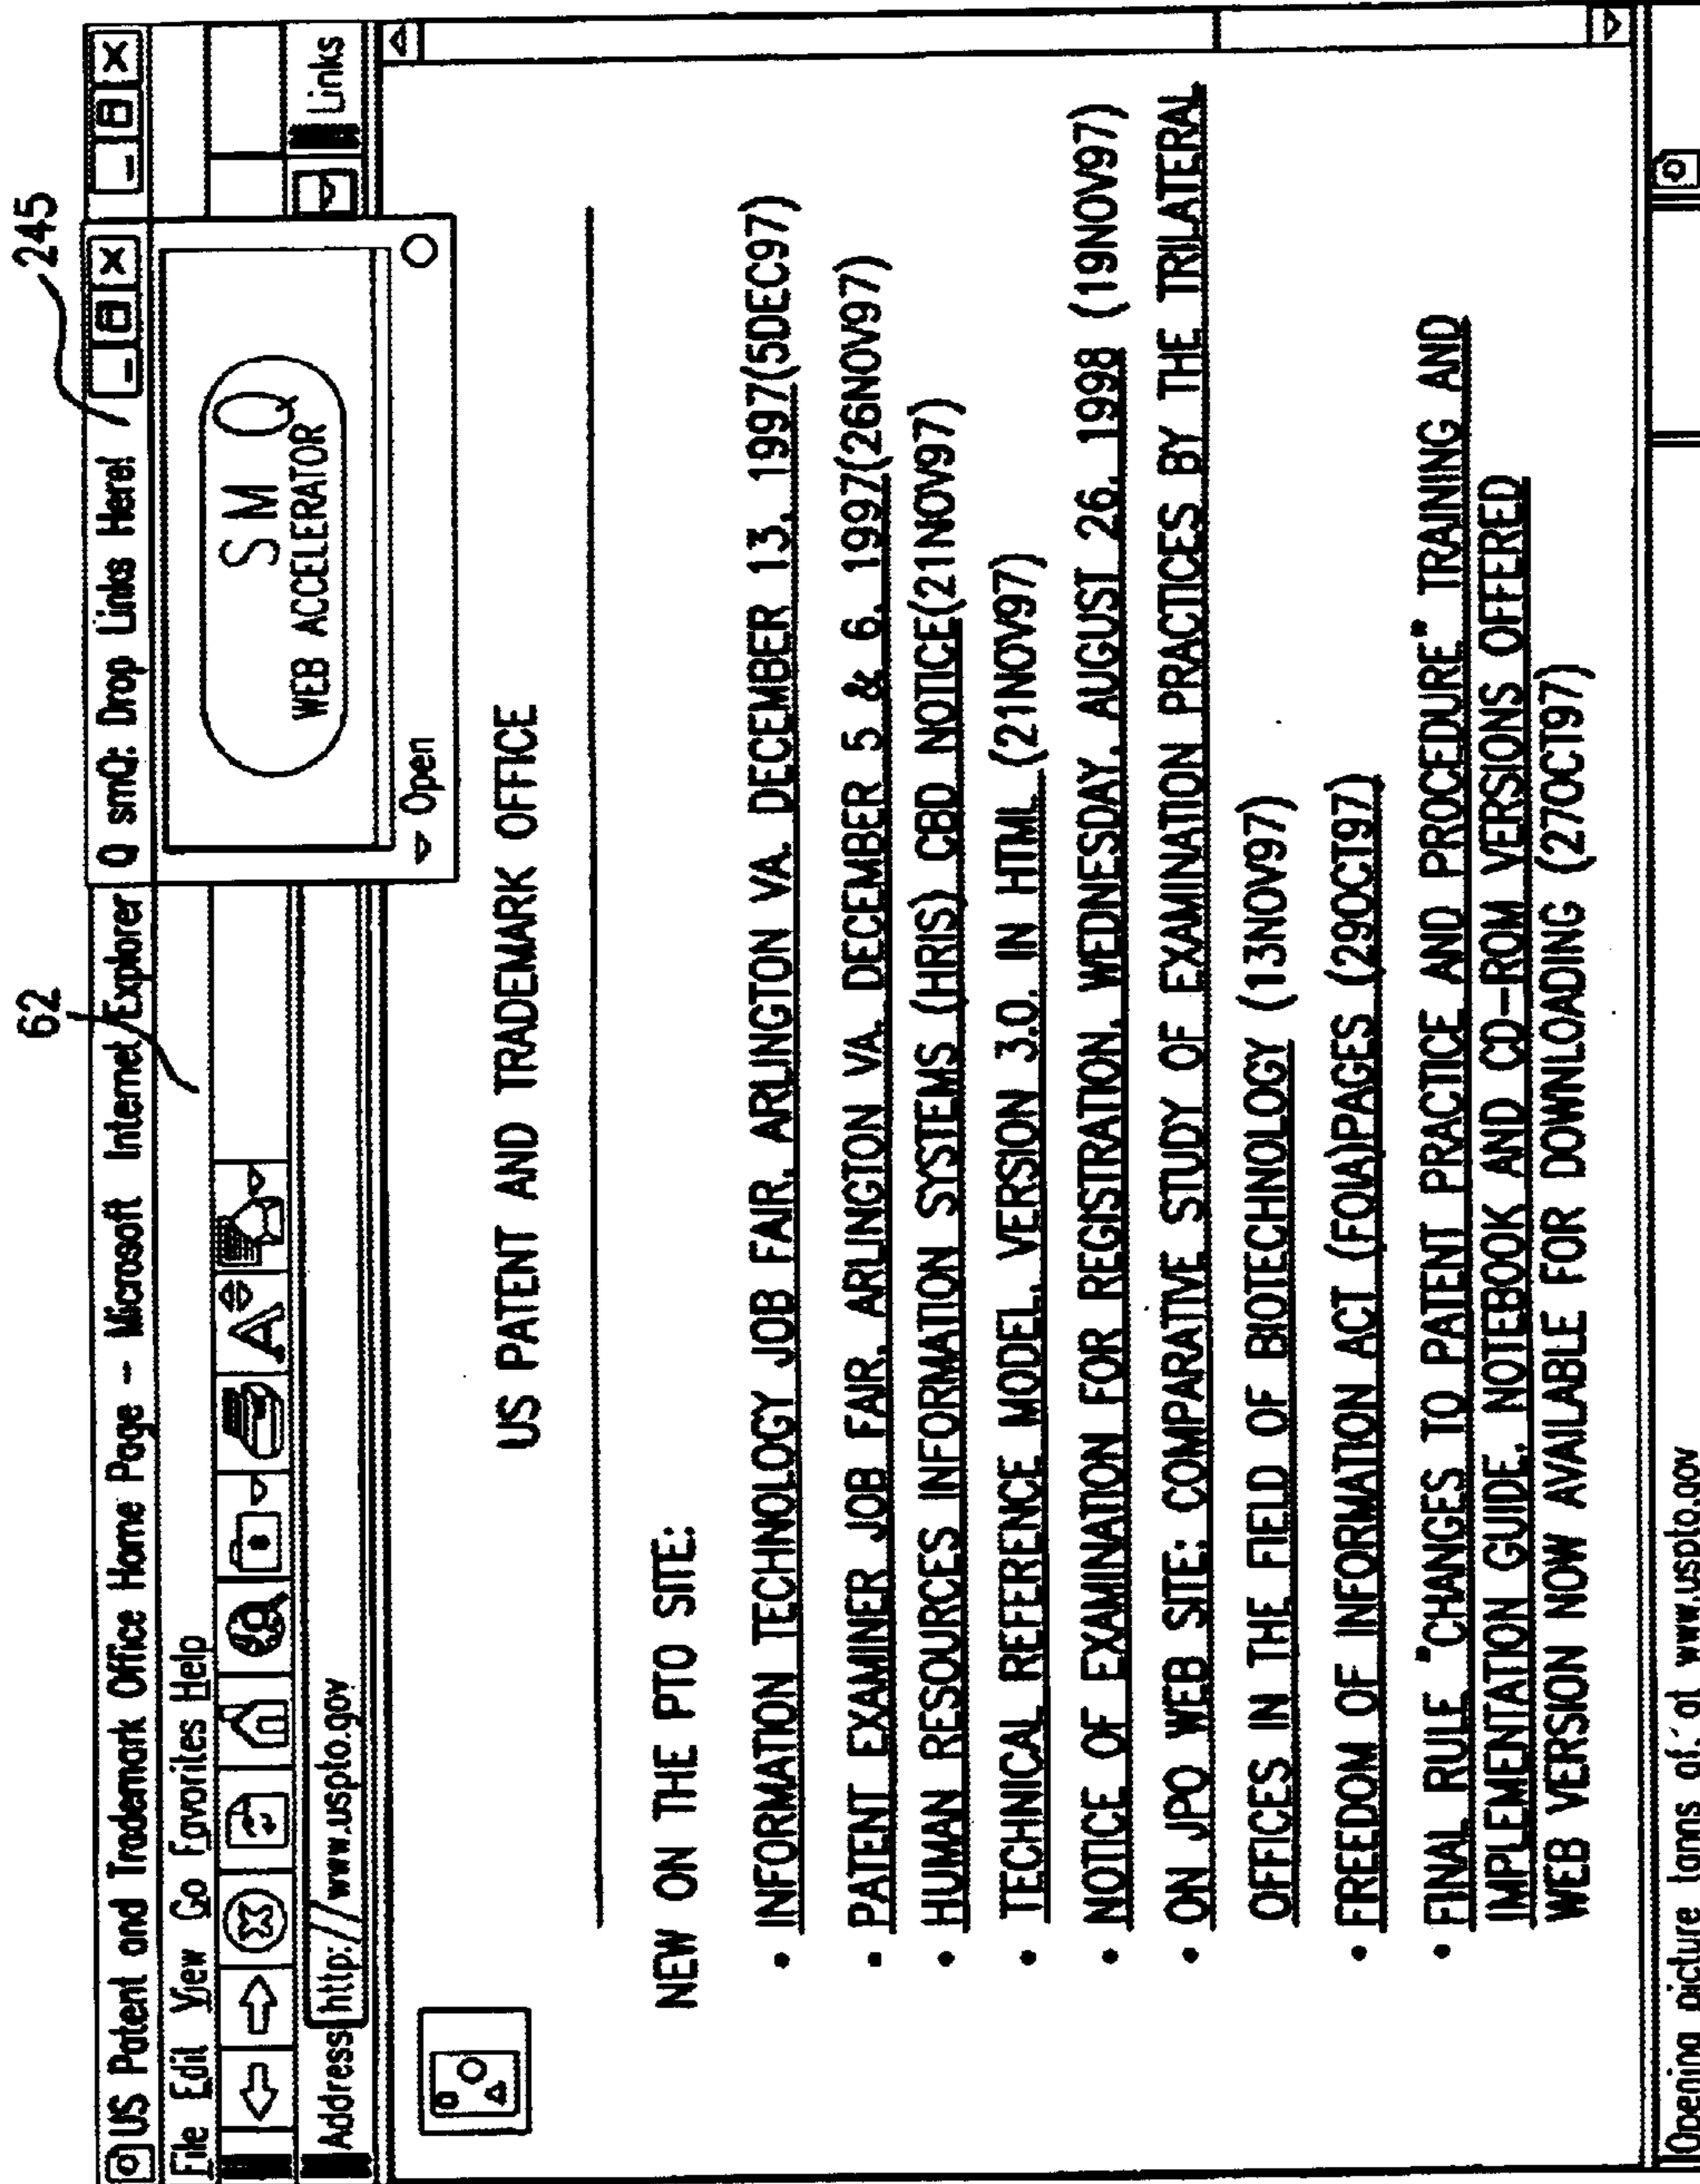 62
245
US Patent and Trademark Office Home Page – Microsoft Internet Explorer
Q smQ: Drop Links Here!
File Edit View Go Favorites Help
S M Q
WEB ACCELERATOR
Address http://www.uspto.gov
Links
Open
US PATENT AND TRADEMARK OFFICE
NEW ON THE PTO SITE:
• INFORMATION TECHNOLOGY JOB FAIR, ARLINGTON VA. DECEMBER 13, 1997(5DEC97)
• PATENT EXAMINER JOB FAIR, ARLINGTON VA. DECEMBER 5 & 6, 1997(26NOV97)
• HUMAN RESOURCES INFORMATION SYSTEMS (HRIS) CBD NOTICE(21NOV97)
• TECHNICAL REFERENCE MODEL, VERSION 3.0. IN HTML (21NOV97)
• NOTICE OF EXAMINATION FOR REGISTRATION, WEDNESDAY, AUGUST 26, 1998 (19NOV97)
• ON JPO WEB SITE: COMPARATIVE STUDY OF EXAMINATION PRACTICES BY THE TRILATERAL
OFFICES IN THE FIELD OF BIOTECHNOLOGY (13NOV97)
• FREEDOM OF INFORMATION ACT (FOIA)PAGES (29OCT97)
• FINAL RULE "CHANGES TO PATENT PRACTICE AND PROCEDURE" TRAINING AND
IMPLEMENTATION GUIDE, NOTEBOOK AND CD-ROM VERSIONS OFFERED
WEB VERSION NOW AVAILABLE FOR DOWNLOADING (27OCT97)
Opening picture at www.uspto.gov